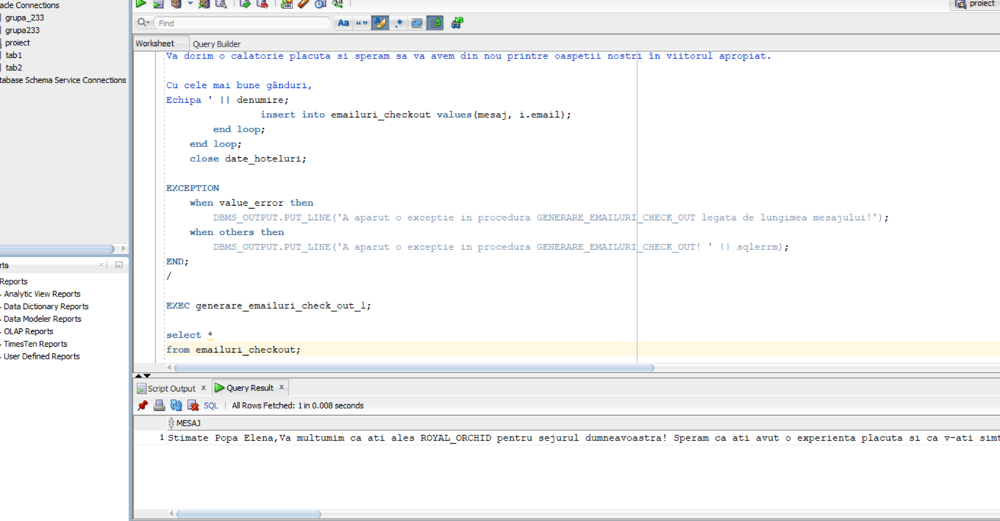 acle Connections
grupa_233
grupa233
proiect
tab1
tab2
tabase Schema Service Connections
rts
Reports
Analytic View Reports
Data Dictionary Reports
Data Modeler Reports
OLAP Reports
TimesTen Reports
User Defined Reports
proiect
Find
Aa
Worksheet
Query Builder
Va dorim o calatorie placuta si speram sa va avem din nou printre oaspetii nostri în viitorul apropiat.
Cu cele mai bune gânduri,
Echipa ' || denumire;
insert into emailuri_checkout values(mesaj, i.email);
end loop;
end loop;
close date_hoteluri;
EXCEPTION
when value_error then
DBMS_OUTPUT.PUT_LINE('A aparut o exceptie in procedura GENERARE_EMAILURI_CHECK_OUT legata de lungimea mesajului!');
when others then
DBMS_OUTPUT.PUT_LINE('A aparut o exceptie in procedura GENERARE_EMAILURI_CHECK_OUT! ' || sqlerrm);
END;
/
EXEC generare_emailuri_check_out_l;
select *
from emailuri_checkout;
Script Output x
Query Result x
SQL | All Rows Fetched: 1 in 0.008 seconds
MESAJ
1 Stimate Popa Elena,Va multumim ca ati ales ROYAL_ORCHID pentru sejurul dumneavoastra! Speram ca ati avut o experienta placuta si ca v-ati simt